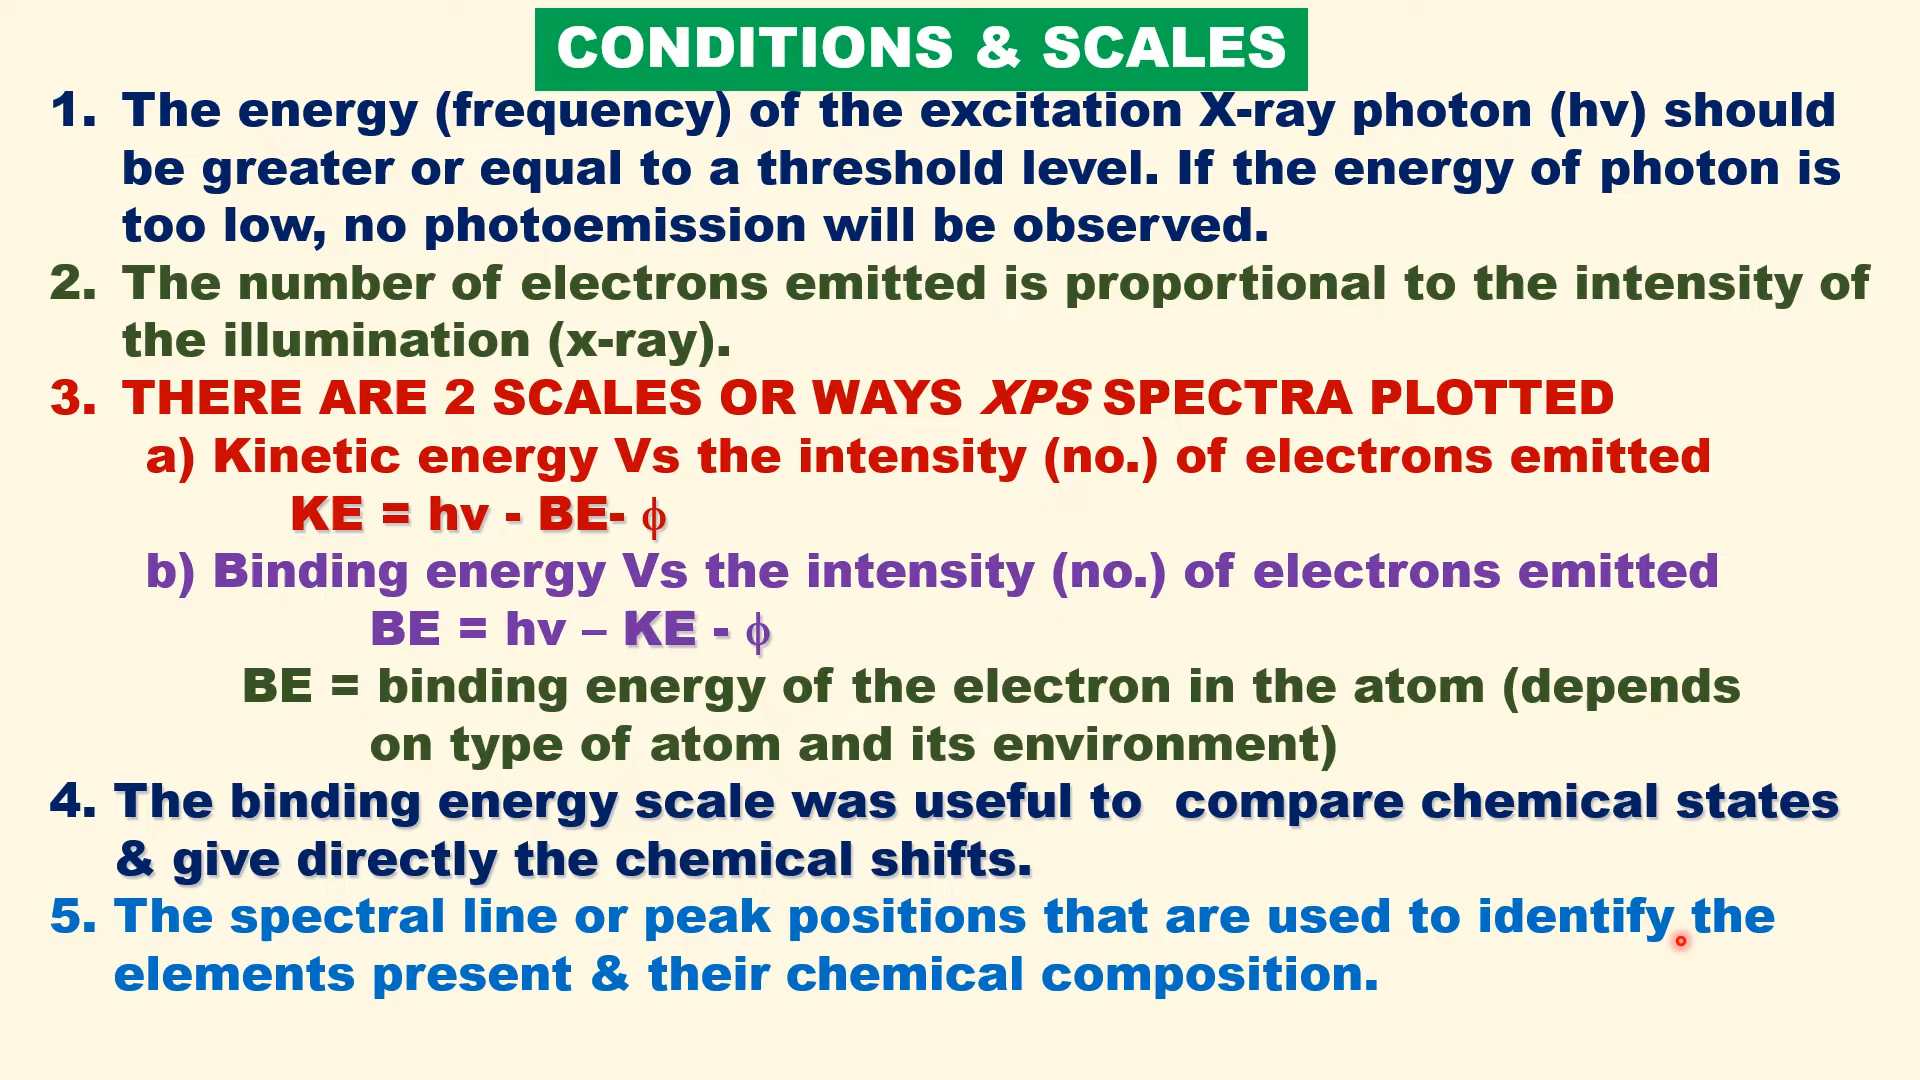 CONDITIONS & SCALES
1. The energy (frequency) of the excitation X-ray photon (hv) should
be greater or equal to a threshold level. If the energy of photon is
too low, no photoemission will be observed.
2. The number of electrons emitted is proportional to the intensity of
the illumination (x-ray).
3. THERE ARE 2 SCALES OR WAYS XPS SPECTRA PLOTTED
a) Kinetic energy Vs the intensity (no.) of electrons emitted
KE = hv - BE- ϕ
b) Binding energy Vs the intensity (no.) of electrons emitted
BE = hv – KE - ϕ
BE = binding energy of the electron in the atom (depends
on type of atom and its environment)
4. The binding energy scale was useful to compare chemical states
& give directly the chemical shifts.
5. The spectral line or peak positions that are used to identify the
elements present & their chemical composition.